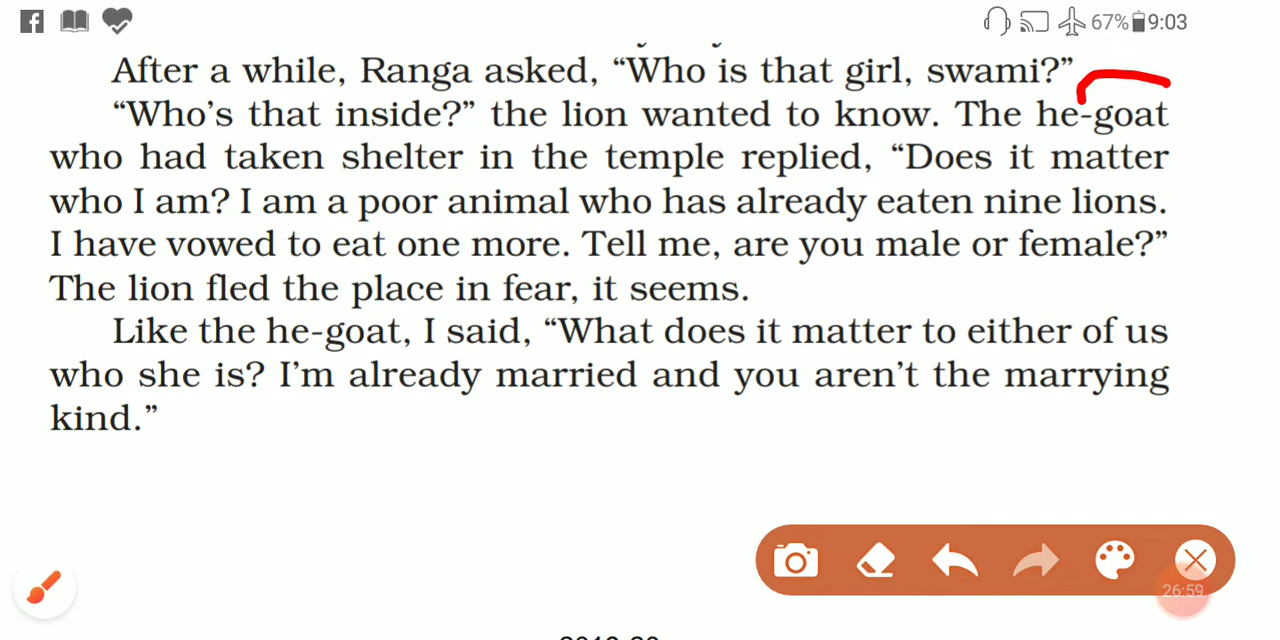 67% 9:03
After a while, Ranga asked, “Who is that girl, swami?”
“Who’s that inside?” the lion wanted to know. The he-goat
who had taken shelter in the temple replied, “Does it matter
who I am? I am a poor animal who has already eaten nine lions.
I have vowed to eat one more. Tell me, are you male or female?”
The lion fled the place in fear, it seems.
Like the he-goat, I said, “What does it matter to either of us
who she is? I’m already married and you aren’t the marrying
kind.”
26:59